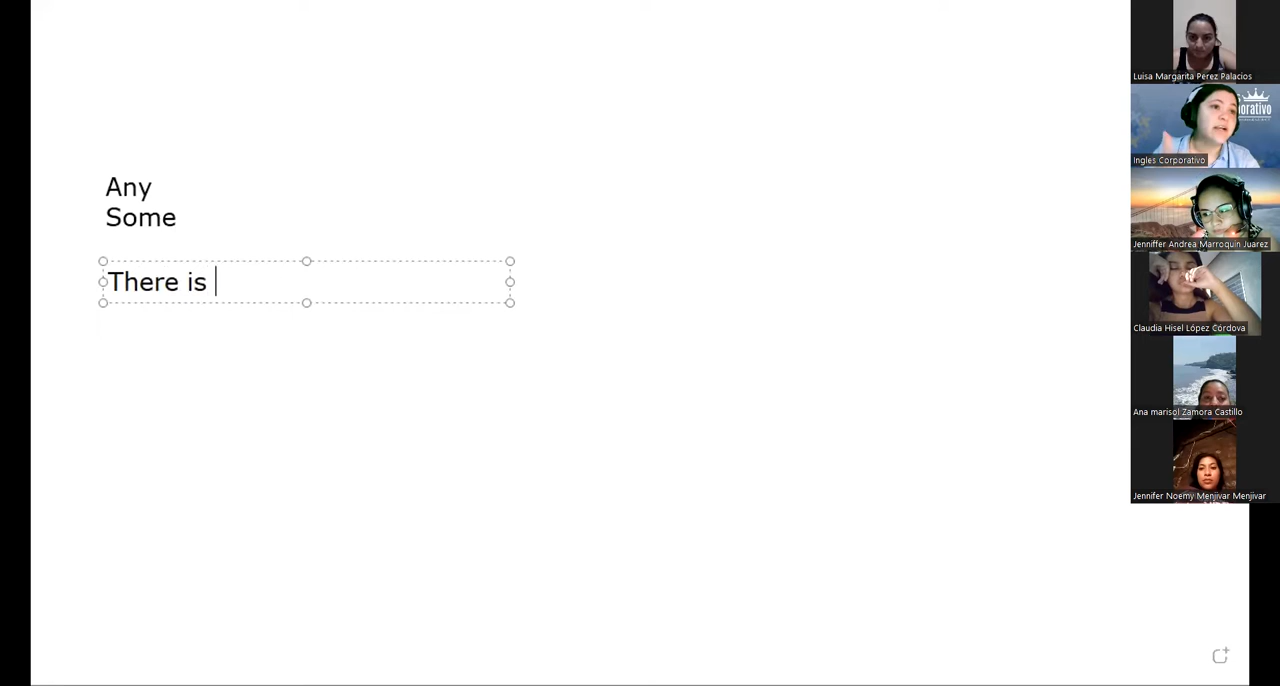 Any
Some
There is
Luisa Margarita Perez Palacios
orativo
Ingles Corporativo
Jenniffer Andrea Marroquin Juarez
Claudia Hisel López Córdova
Ana marisol Zamora Castillo
Jennifer Noemy Menjivar Menjivar